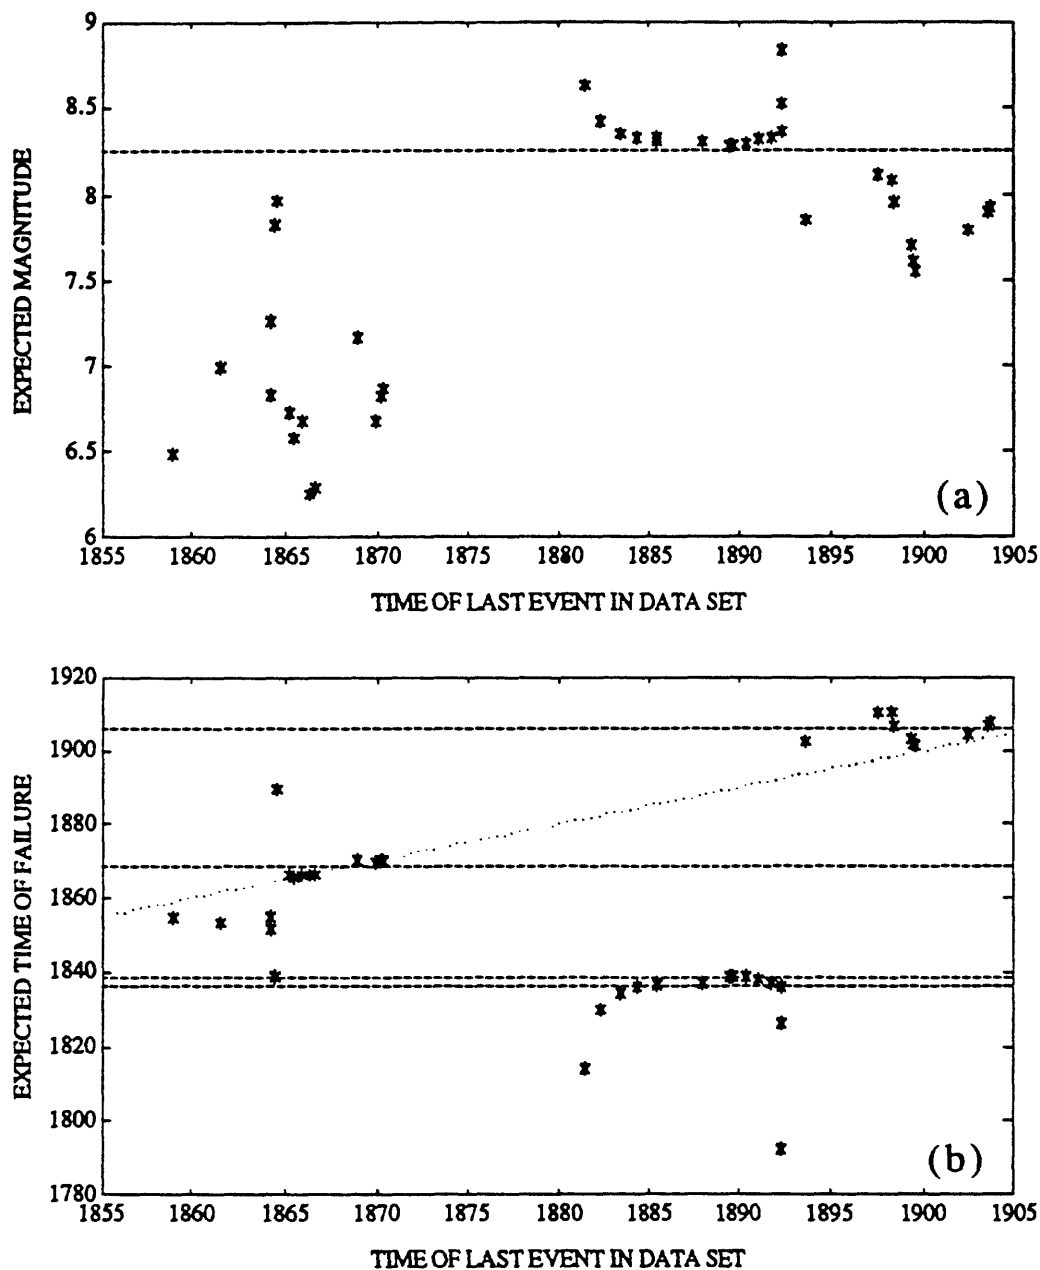 9
8.5
8
7.5
7
6.5
6
EXPECTED MAGNITUDE
(a)
1855 1860 1865 1870 1875 1880 1885 1890 1895 1900 1905
TIME OF LAST EVENT IN DATA SET
1920
1900
1880
1860
1840
1820
1800
1780
EXPECTED TIME OF FAILURE
(b)
1855 1860 1865 1870 1875 1880 1885 1890 1895 1900 1905
TIME OF LAST EVENT IN DATA SET